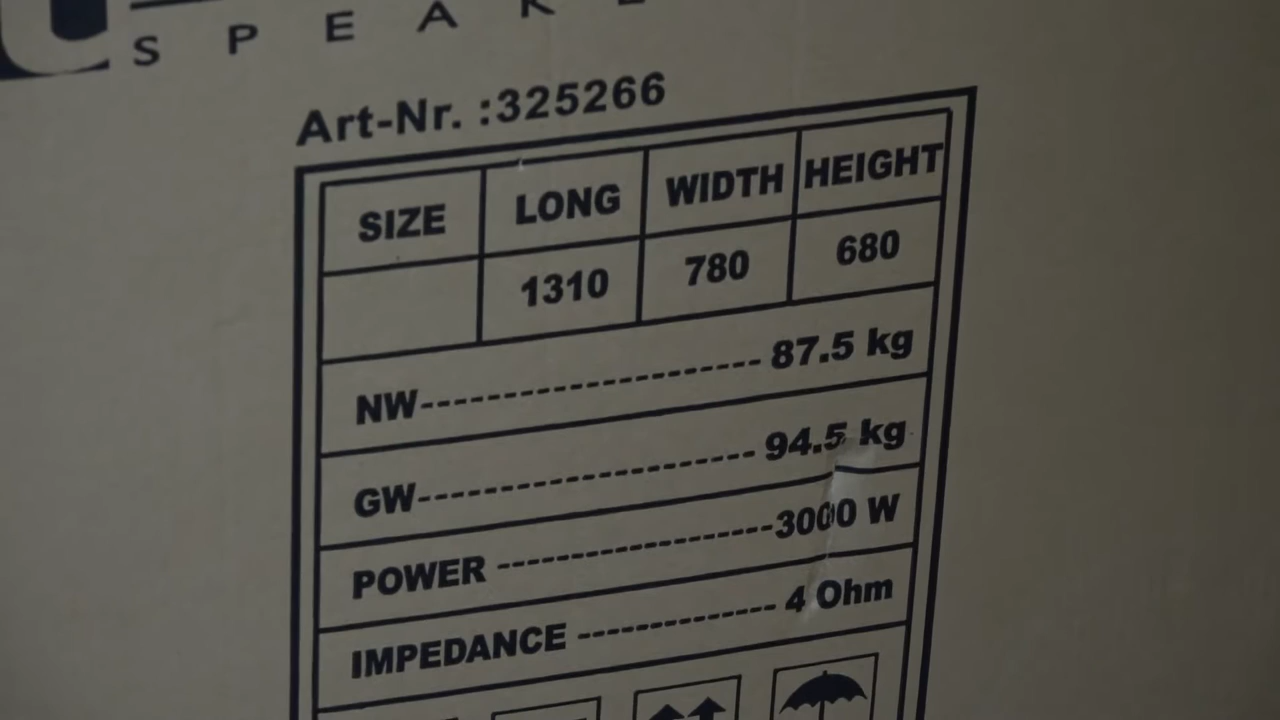 SPEAK
Art-Nr. :325266
SIZE LONG WIDTH HEIGHT
1310 780 680
NW-------------------- 87.5 kg
GW-------------------- 94.5 kg
POWER ----------------3000 W
IMPEDANCE ------------ 4 Ohm